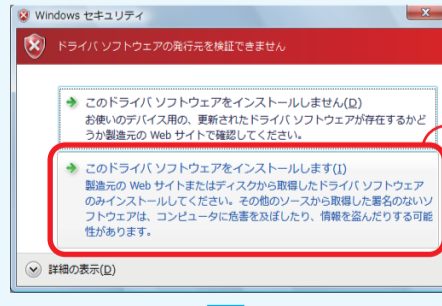 Windows セキュリティ
ドライバ ソフトウェアの発行元を検証できません
このドライバ ソフトウェアをインストールしません(D)
お使いのデバイス用の、更新されたドライバ ソフトウェアが存在するかど
うか製造元の Web サイトで確認してください。
このドライバ ソフトウェアをインストールします(I)
製造元の Web サイトまたはディスクから取得したドライバ ソフトウェア
のみインストールしてください。その他のソースから取得した署名のないソ
フトウェアは、コンピュータに危害を及ぼしたり、情報を盗んだりする可能
性があります。
詳細の表示(D)